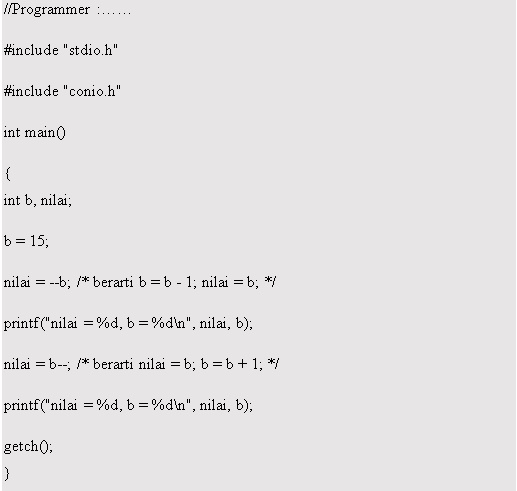 //Programmer :……
#include "stdio.h"
#include "conio.h"
int main()
{
int b, nilai;
b = 15;
nilai = --b; /* berarti b = b - 1; nilai = b; */
printf("nilai = %d, b = %d\n", nilai, b);
nilai = b--; /* berarti nilai = b; b = b + 1; */
printf("nilai = %d, b = %d\n", nilai, b);
getch();
}